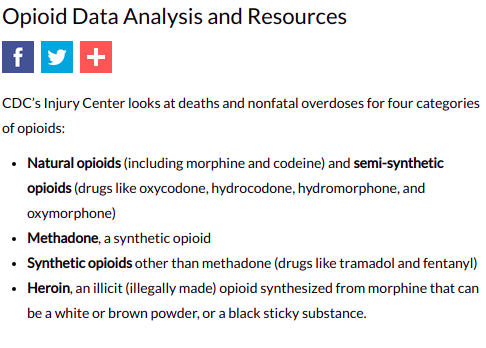 Opioid Data Analysis and Resources
CDC's Injury Center looks at deaths and nonfatal overdoses for four categories
of opioids:
• Natural opioids (including morphine and codeine) and semi-synthetic
opioids (drugs like oxycodone, hydrocodone, hydromorphone, and
oxymorphone)
• Methadone, a synthetic opioid
• Synthetic opioids other than methadone (drugs like tramadol and fentanyl)
• Heroin, an illicit (illegally made) opioid synthesized from morphine that can
be a white or brown powder, or a black sticky substance.